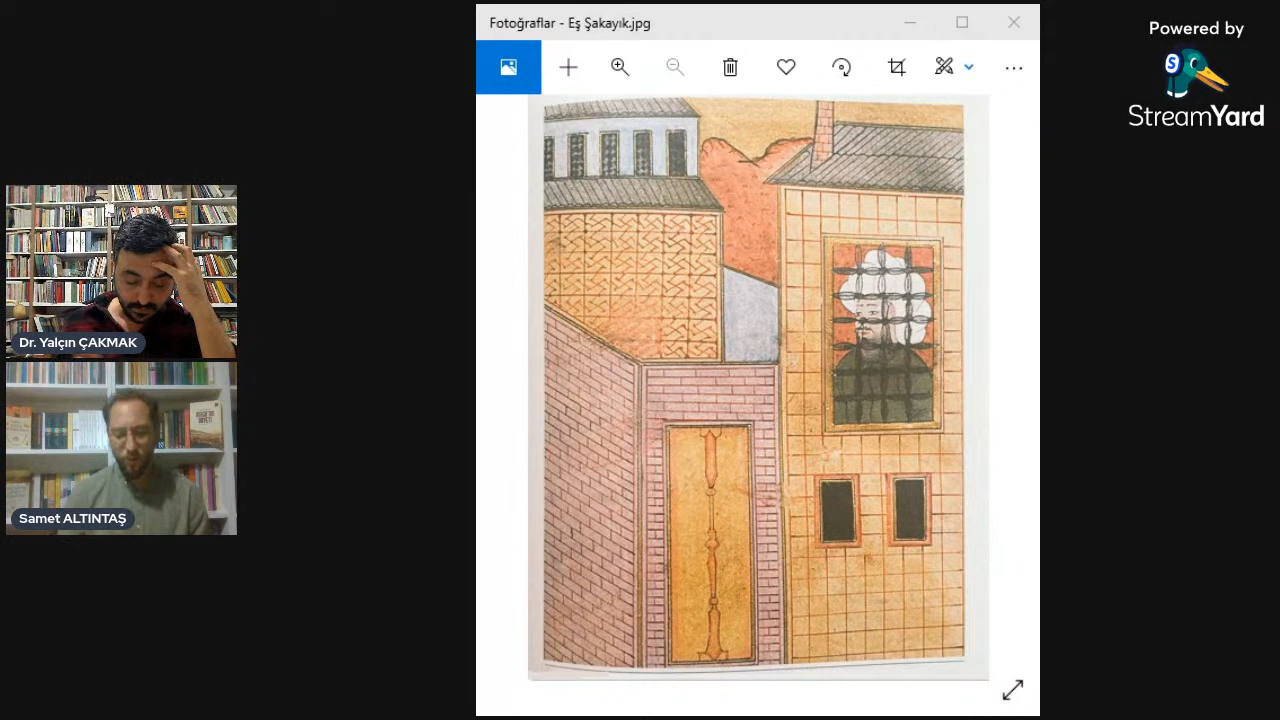 Fotoğraflar - Eş Şakayık.jpg
Powered by
StreamYard
Dr. Yalçın ÇAKMAK
Samet ALTINTAŞ